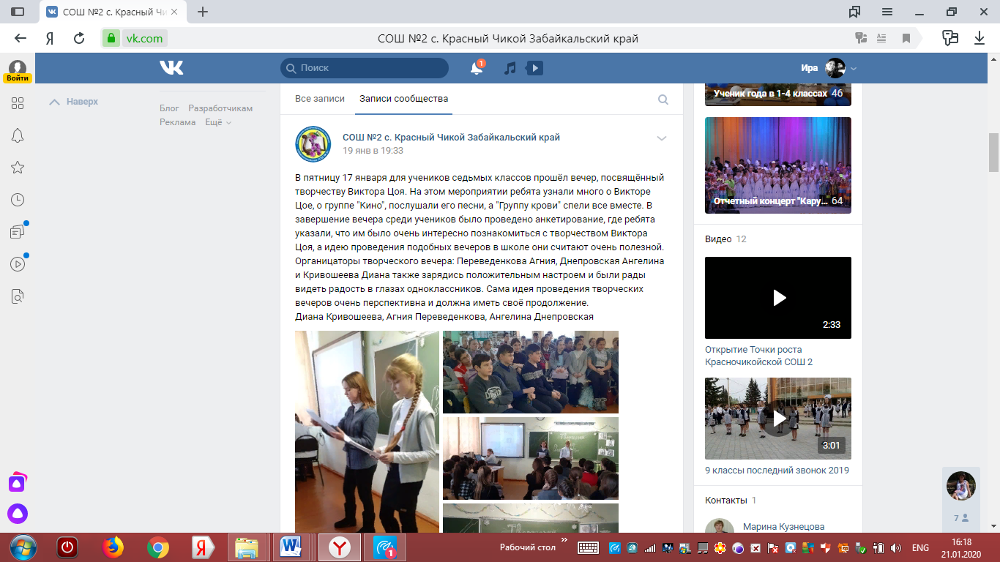 СОШ №2 с. Красный Чи
vk.com
СОШ №2 с. Красный Чикой Забайкальский край
Войти
Поиск
1
Ира
Наверх
Блог Разработчикам
Реклама Ещё
Все записи Записи сообщества
СОШ №2 с. Красный Чикой Забайкальский край
19 янв в 19:33
В пятницу 17 января для учеников седьмых классов прошёл вечер, посвящённый
творчеству Виктора Цоя. На этом мероприятии ребята узнали много о Викторе
Цое, о группе "Кино", послушали его песни, а "Группу крови" спели все вместе. В
завершение вечера среди учеников было проведено анкетирование, где ребята
указали, что им было очень интересно познакомиться с творчеством Виктора
Цоя, а идею проведения подобных вечеров в школе они считают очень полезной.
Органицаторы творческого вечера: Переведенкова Агния, Днепровская Ангелина
и Кривошеева Диана также зарядись положительным настроем и были рады
видеть радость в глазах одноклассников. Сама идея проведения творческих
вечеров очень перспективна и должна иметь своё продолжение.
Диана Кривошеева, Агния Переведенкова, Ангелина Днепровская
Ученик года в 1-4 классах 46
Отчетный концерт "Кару... 64
Видео 12
2:33
Открытие Точки роста
Красночикойской СОШ 2
3:01
9 классы последний звонок 2019
Контакты 1
Марина Кузнецова
7
Рабочий стол
1
ENG
16:18
21.01.2020